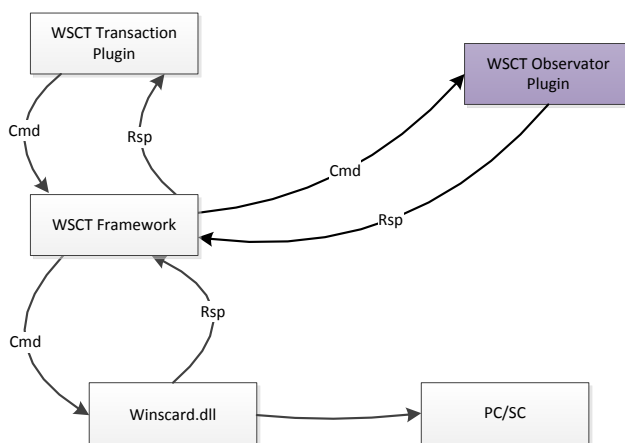 WSCT Transaction
Plugin
WSCT Observator
Plugin
Cmd
Rsp
Cmd
Rsp
WSCT Framework
Cmd
Rsp
Winscard.dll
PC/SC